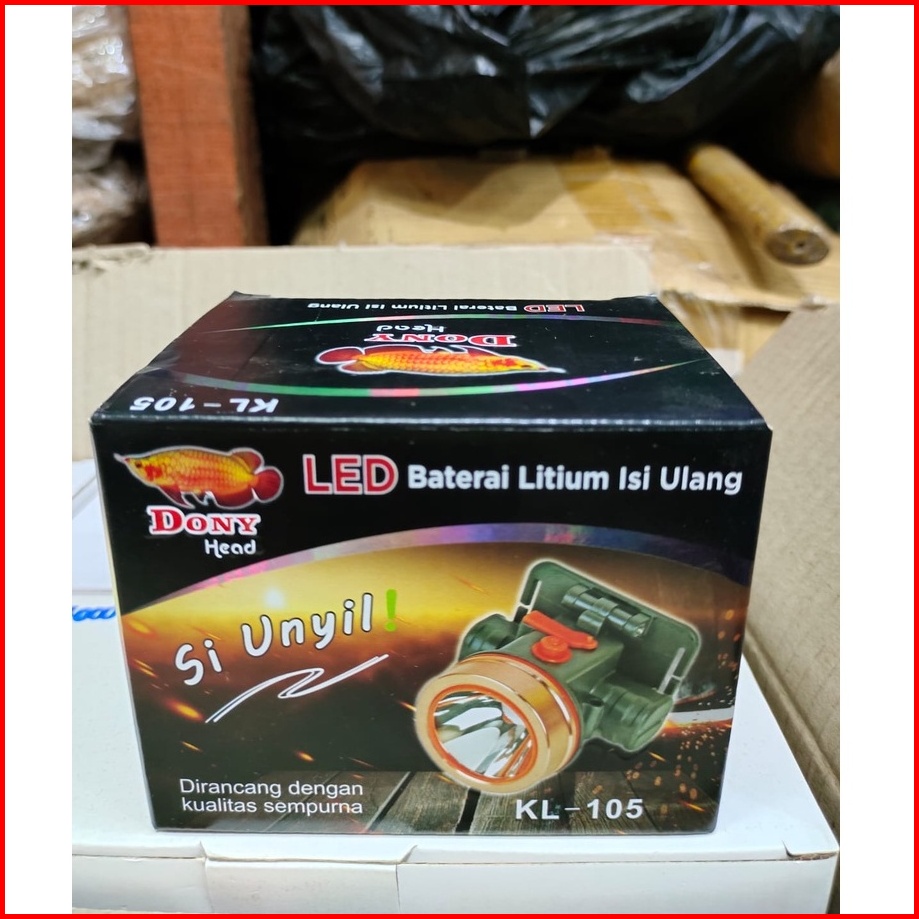 LED Baterai Litium Isi Ulang
DONY
Head
KL-105
DONY
Head
LED Baterai Litium Isi Ulang
Si Unyil!
Dirancang dengan
kualitas sempurna
KL-105